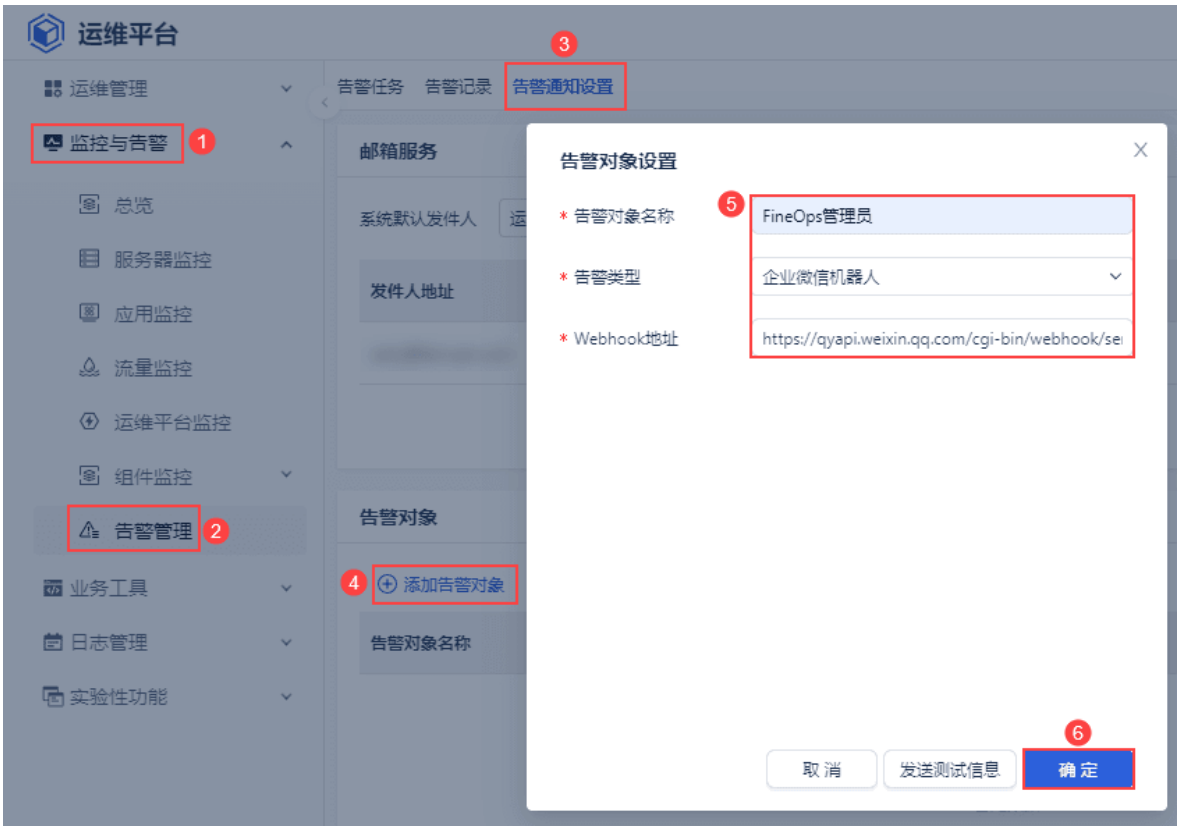 运维平台
3
运维管理
告警任务 告警记录 告警通知设置
监控与告警 1
总览
服务器监控
应用监控
流量监控
运维平台监控
组件监控
告警管理 2
业务工具
日志管理
实验性功能
邮箱服务
系统默认发件人 运
发件人地址
告警对象
4 添加告警对象
告警对象名称
告警对象设置
* 告警对象名称 5 FineOps管理员
* 告警类型 企业微信机器人
* Webhook地址 https://qyapi.weixin.qq.com/cgi-bin/webhook/se
6
取消 发送测试信息 确定